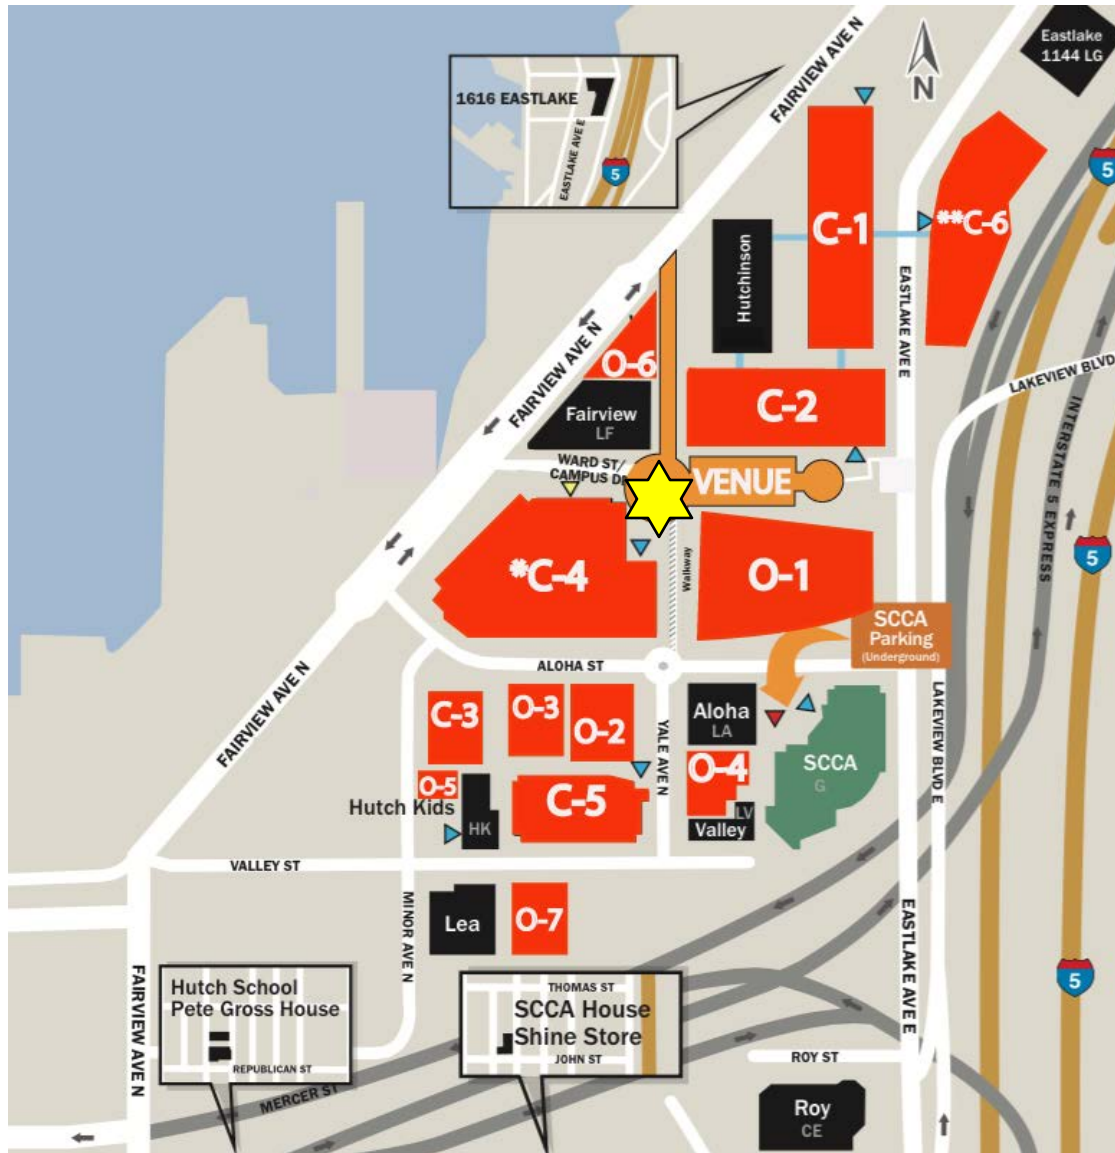 FAIRVIEW AVE N
Eastlake
1144 LG
N
1616 EASTLAKE
EASTLAKE AVE E
5
5
C-1
**C-6
Hutchinson
EASTLAKE AVE E
FAIRVIEW AVE N
O-6
LAKEVIEW BLVD
C-2
Fairview
LF
INTERSTATE 5 EXPRESS
WARD ST/
CAMPUS D
VENUE
*C-4
Walkway
O-1
5
SCCA
Parking
(Underground)
ALOHA ST
FAIRVIEW AVE N
C-3
O-3
O-2
YALE AVE N
Aloha
LA
LAKEVIEW BLVD E
O-4
SCCA
G
O-5
Hutch Kids
HK
C-5
LV
Valley
VALLEY ST
MINOR AVE N
Lea
O-7
EASTLAKE AVE E
5
FAIRVIEW AVE N
Hutch School
Pete Gross House
REPUBLICAN ST
THOMAS ST
SCCA House
Shine Store
JOHN ST
ROY ST
MERCER ST
Roy
CE